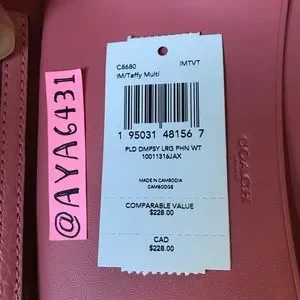 C8680 IMTVT
IM/Taffy Multi
1 95031 48156 7
PLD DMPSY LRG PHN WT
10011316JAX
MADE IN CAMBODIA
CAMBODGE
COMPARABLE VALUE
$228.00
CAD
$228.00
@AYA6431
COACH